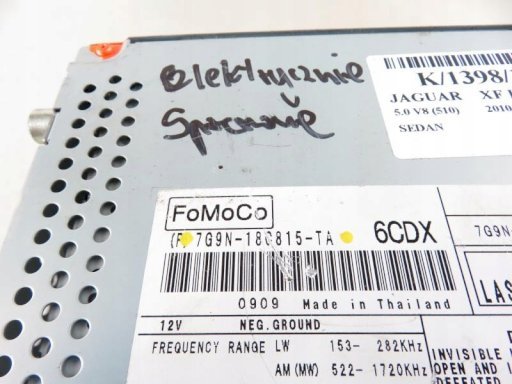 Elektrycznie
Sprawne
K/1398/
JAGUAR XF
5.0 V8 (510) 2010
SEDAN
FoMoCo
7G9N-18C815-TA 6CDX
7G9N-
0909 Made in Thailand
LAS
12V NEG.GROUND
FREQUENCY RANGE LW 153- 282KHz
AM(MW) 522- 1720KHz
INVISIBLE
OPEN AND I
DEFEATED